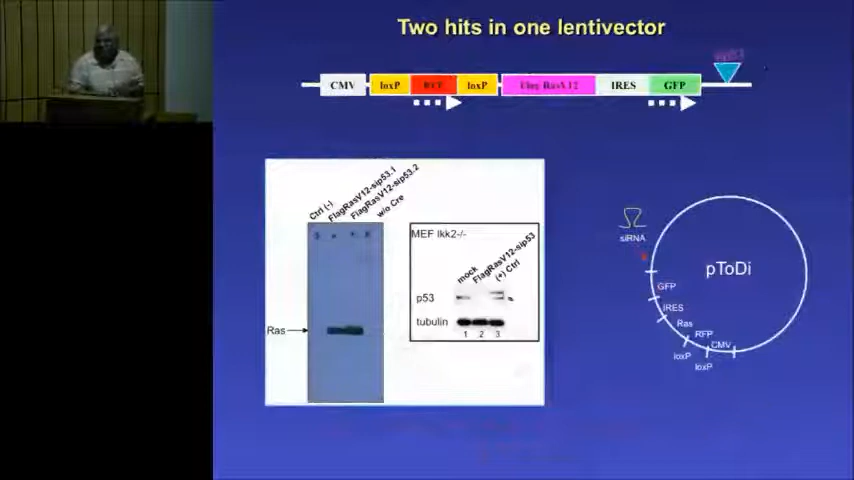 Two hits in one lentivector
sip53
CMV loxP RFP loxP Flag RasV12 IRES GFP
Ctrl (-)
FlagRasV12-sip53.1
FlagRasV12-sip53.2
w/o Cre
Ras
MEF Ikk2-/-
mock
FlagRasV12-sip53
(+) Ctrl
p53
tubulin
1 2 3
siRNA
pToDi
GFP
IRES
Ras
RFP
CMV
loxP
loxP